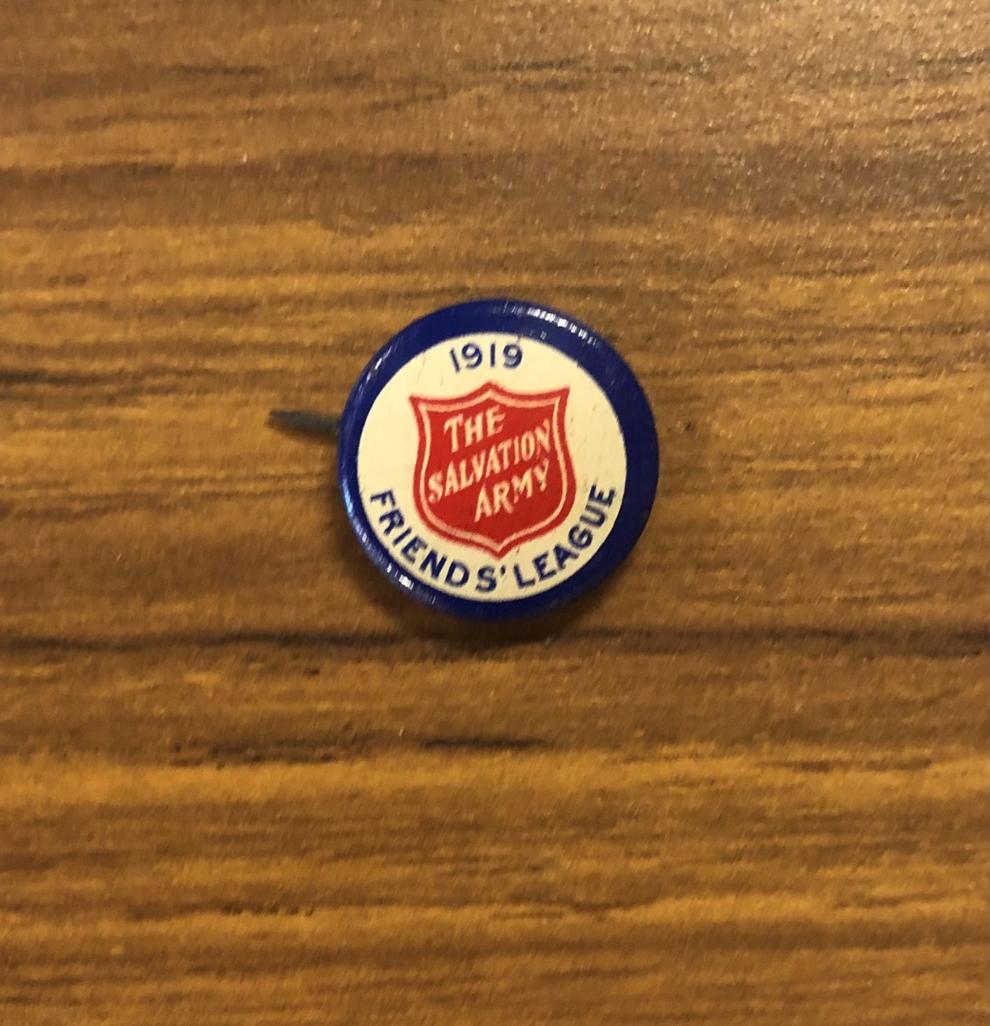 1919
THE
SALVATION
ARMY
FRIENDS' LEAGUE